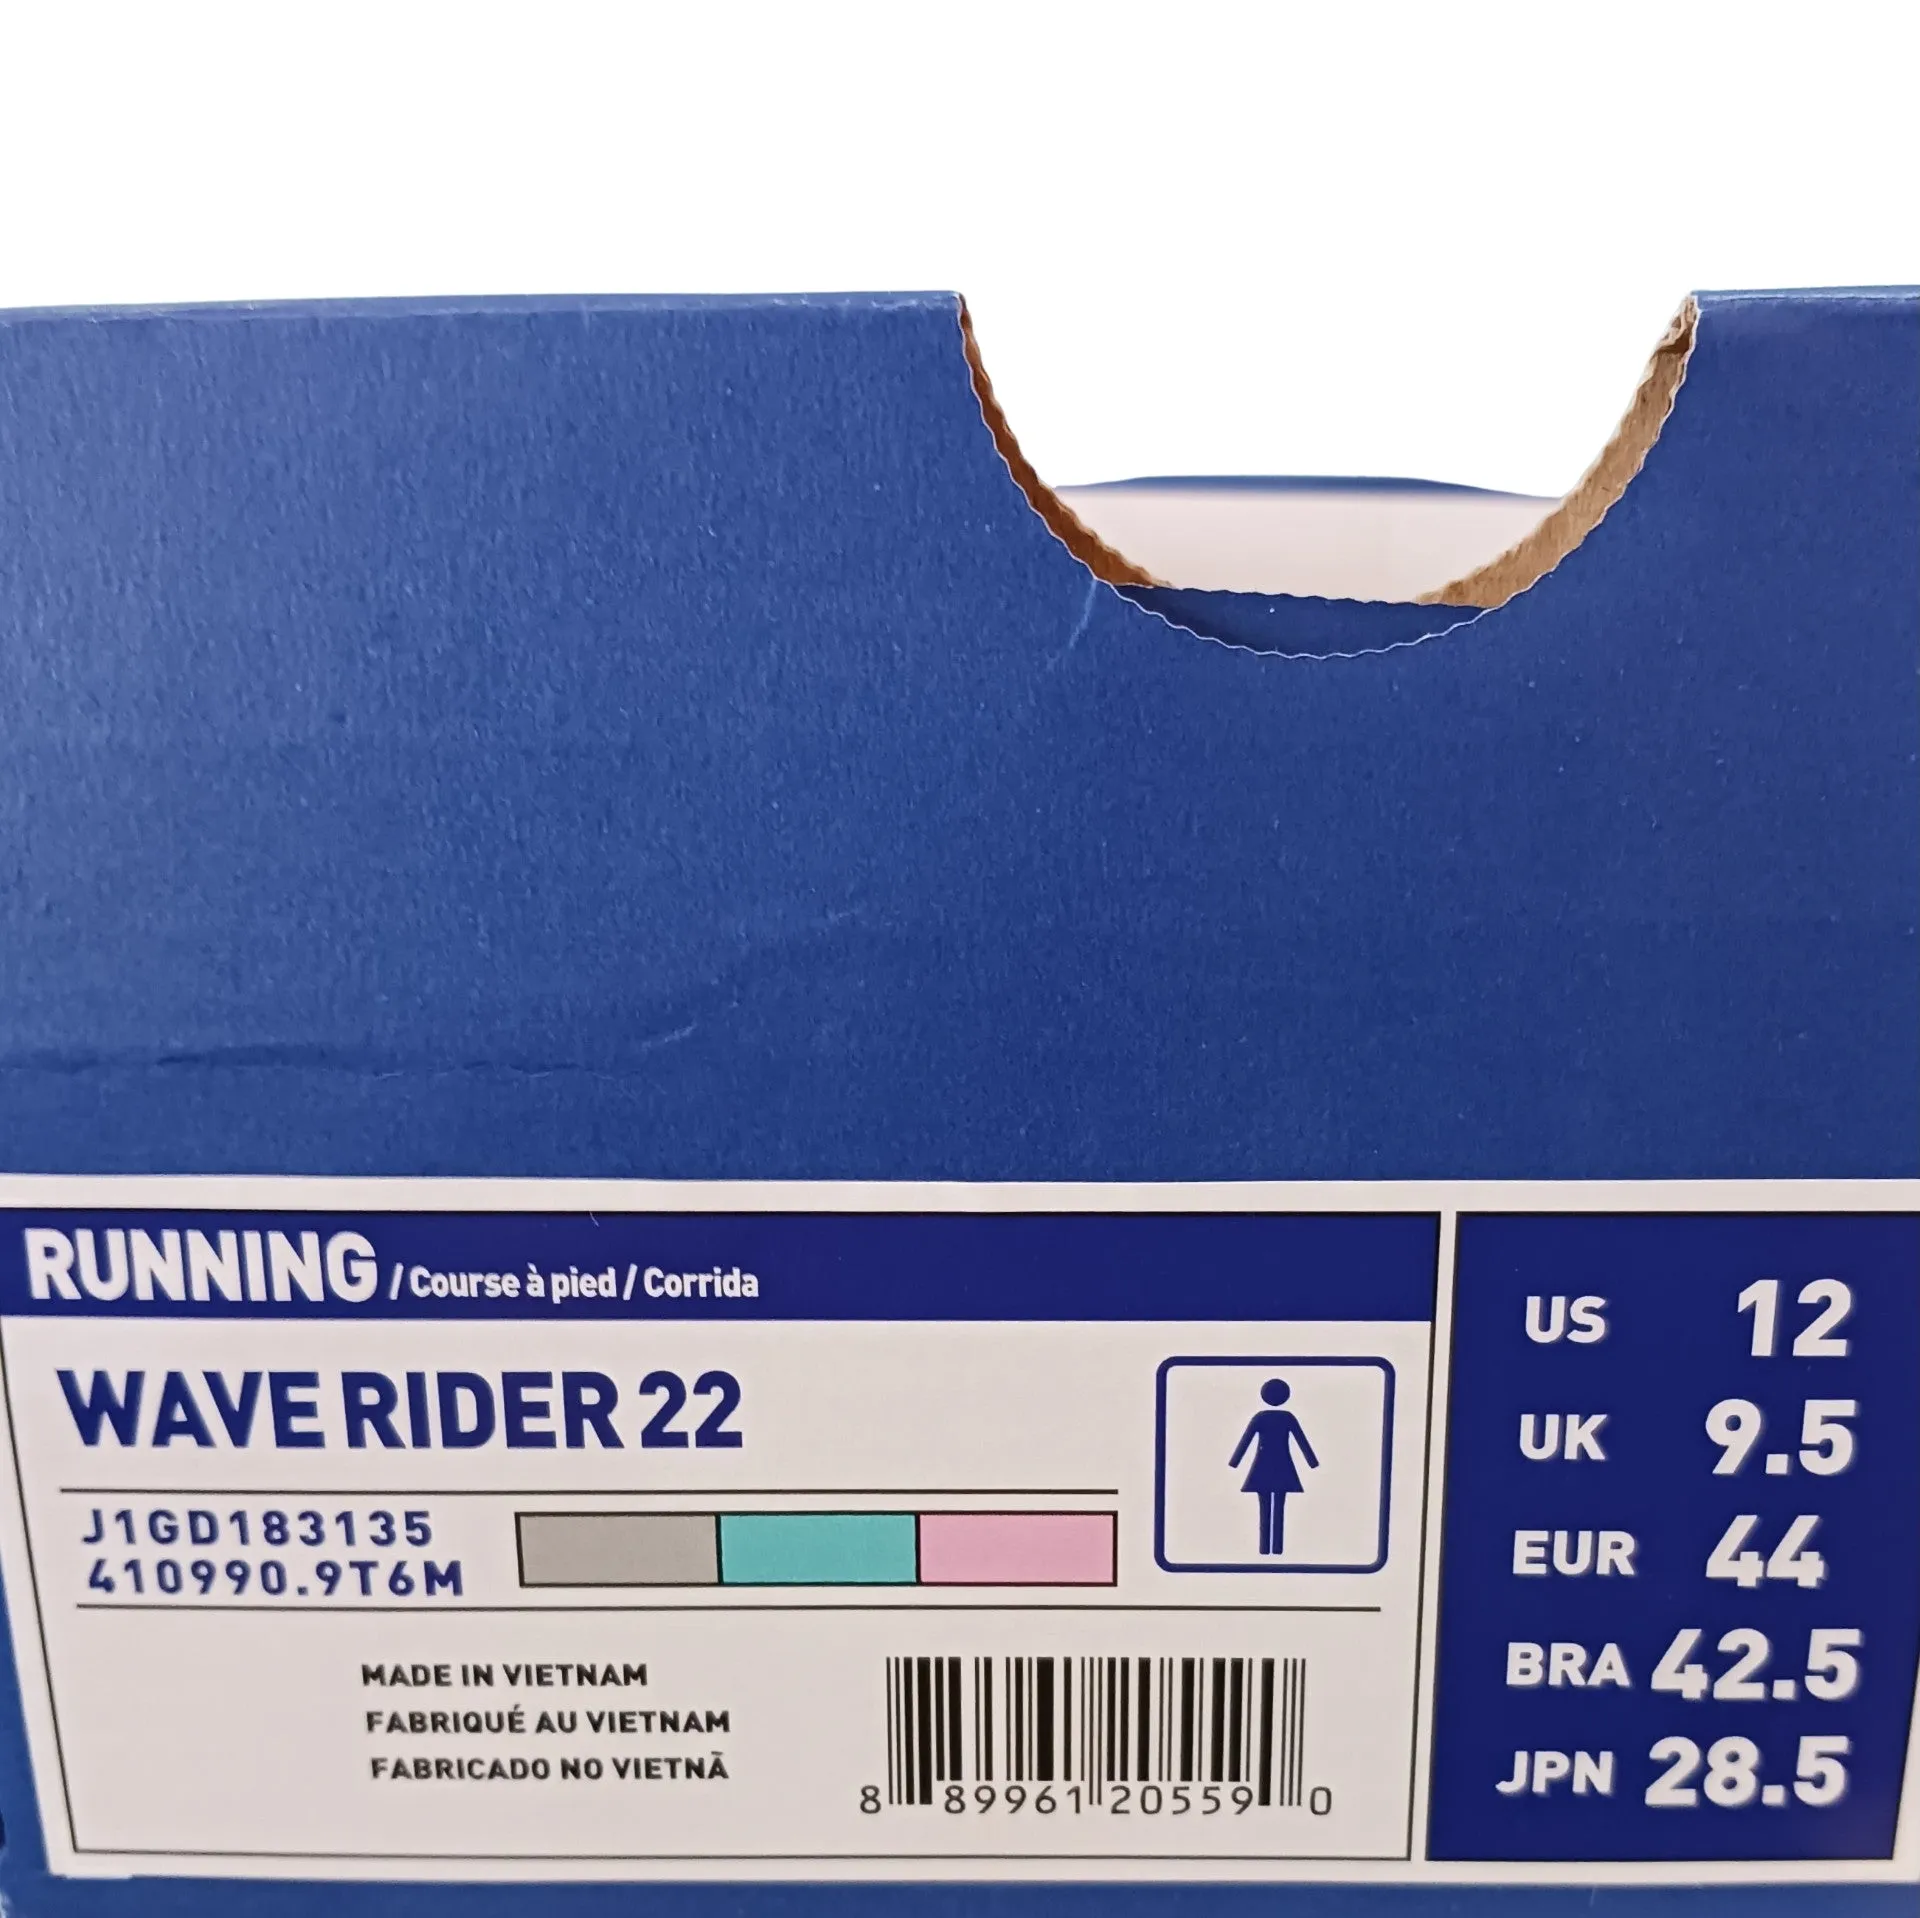 RUNNING / Course à pied / Corrida
WAVE RIDER 22
J1GD183135
410990.9T6M
MADE IN VIETNAM
FABRIQUÉ AU VIETNAM
FABRICADO NO VIETNÃ
8 89961 20559 0
US 12
UK 9.5
EUR 44
BRA 42.5
JPN 28.5